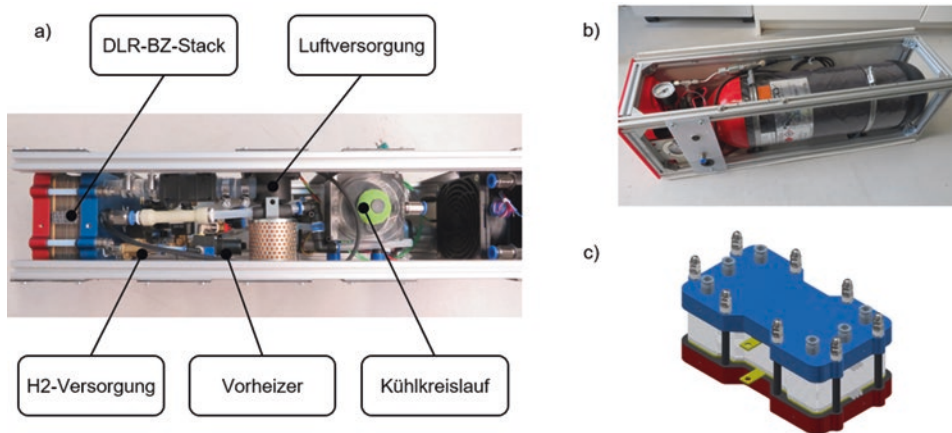 a)
DLR-BZ-Stack
Luftversorgung
H2-Versorgung
Vorheizer
Kühlkreislauf
b)
c)